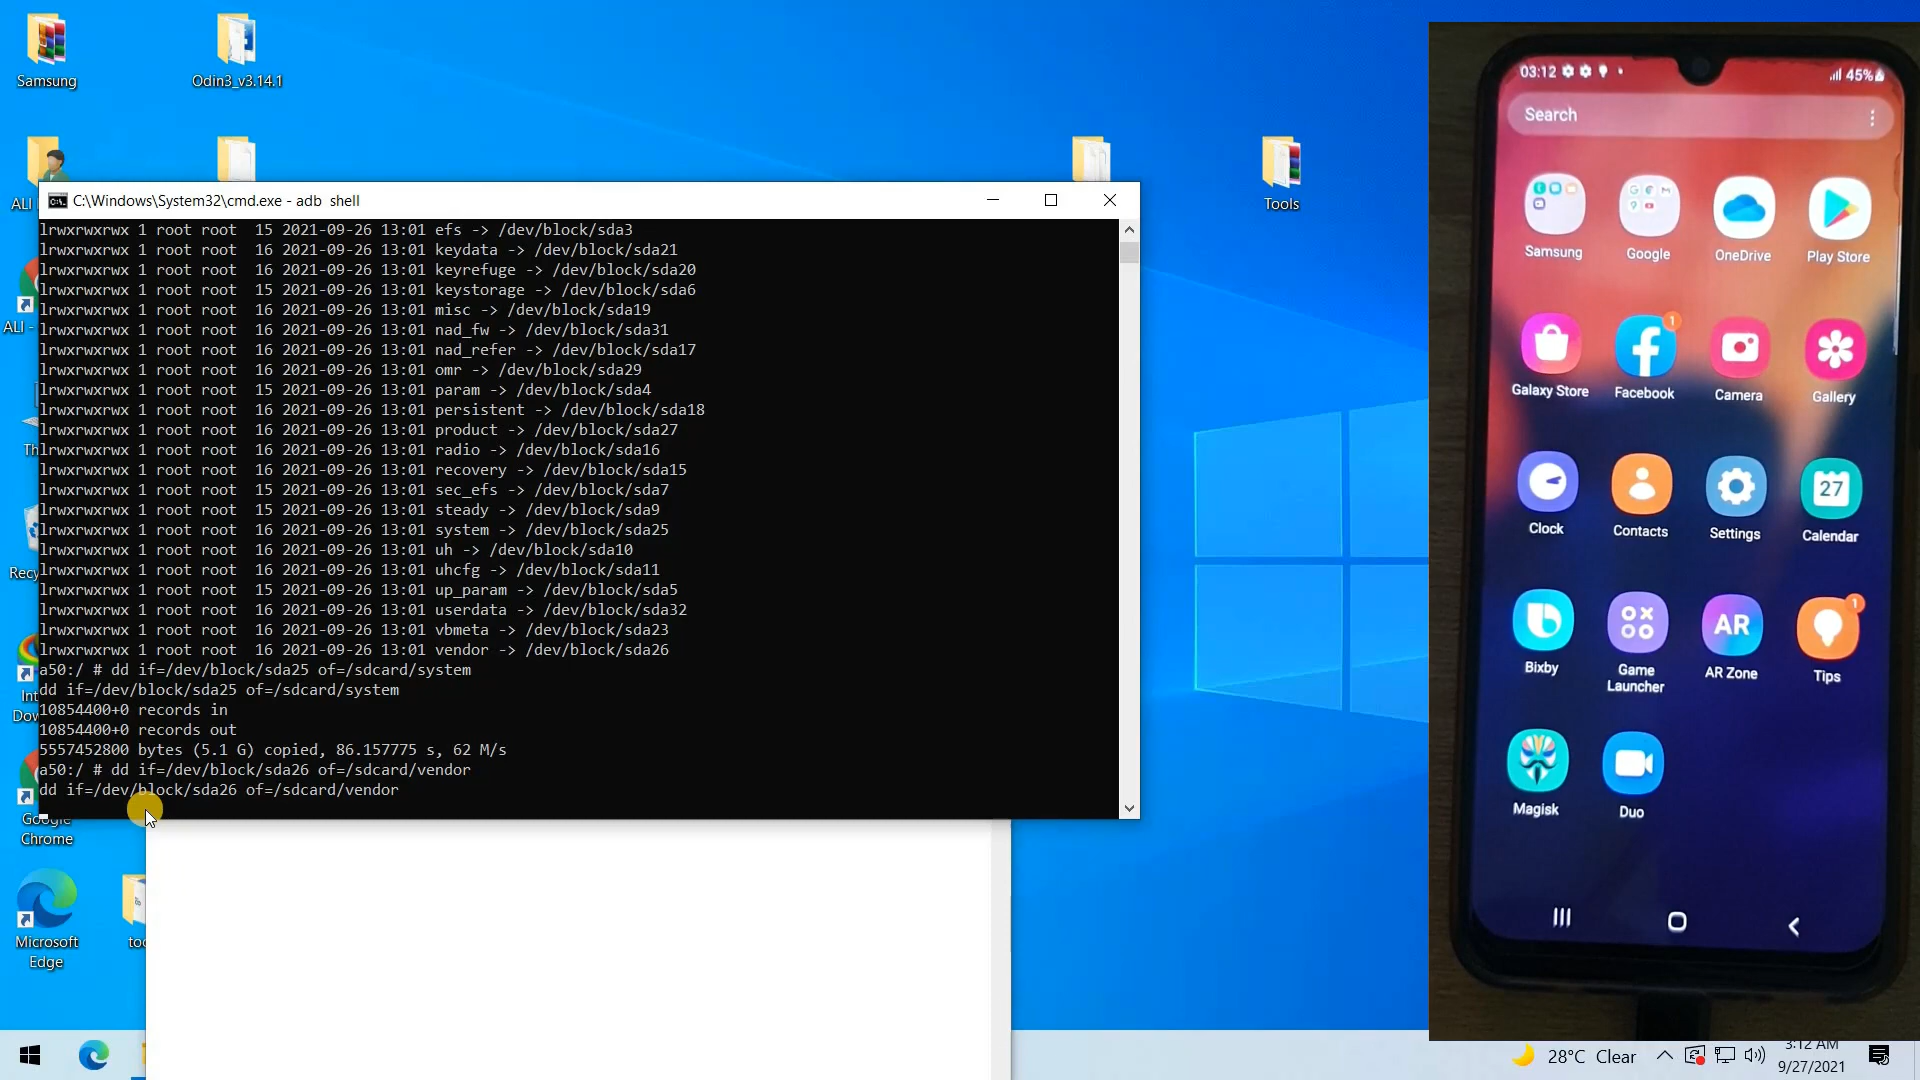 Samsung
Odin3_v3.14.1
Tools
ALI
ALI -
Th
Recy
Int
Dow
Google
Chrome
Microsoft
Edge
too
C:\Windows\System32\cmd.exe - adb  shell
lrwxrwxrwx 1 root root  15 2021-09-26 13:01 efs -> /dev/block/sda3
lrwxrwxrwx 1 root root  16 2021-09-26 13:01 keydata -> /dev/block/sda21
lrwxrwxrwx 1 root root  16 2021-09-26 13:01 keyrefuge -> /dev/block/sda20
lrwxrwxrwx 1 root root  15 2021-09-26 13:01 keystorage -> /dev/block/sda6
lrwxrwxrwx 1 root root  16 2021-09-26 13:01 misc -> /dev/block/sda19
lrwxrwxrwx 1 root root  16 2021-09-26 13:01 nad_fw -> /dev/block/sda31
lrwxrwxrwx 1 root root  16 2021-09-26 13:01 nad_refer -> /dev/block/sda17
lrwxrwxrwx 1 root root  16 2021-09-26 13:01 omr -> /dev/block/sda29
lrwxrwxrwx 1 root root  15 2021-09-26 13:01 param -> /dev/block/sda4
lrwxrwxrwx 1 root root  16 2021-09-26 13:01 persistent -> /dev/block/sda18
lrwxrwxrwx 1 root root  16 2021-09-26 13:01 product -> /dev/block/sda27
lrwxrwxrwx 1 root root  16 2021-09-26 13:01 radio -> /dev/block/sda16
lrwxrwxrwx 1 root root  16 2021-09-26 13:01 recovery -> /dev/block/sda15
lrwxrwxrwx 1 root root  15 2021-09-26 13:01 sec_efs -> /dev/block/sda7
lrwxrwxrwx 1 root root  15 2021-09-26 13:01 steady -> /dev/block/sda9
lrwxrwxrwx 1 root root  16 2021-09-26 13:01 system -> /dev/block/sda25
lrwxrwxrwx 1 root root  16 2021-09-26 13:01 uh -> /dev/block/sda10
lrwxrwxrwx 1 root root  16 2021-09-26 13:01 uhcfg -> /dev/block/sda11
lrwxrwxrwx 1 root root  15 2021-09-26 13:01 up_param -> /dev/block/sda5
lrwxrwxrwx 1 root root  16 2021-09-26 13:01 userdata -> /dev/block/sda32
lrwxrwxrwx 1 root root  16 2021-09-26 13:01 vbmeta -> /dev/block/sda23
lrwxrwxrwx 1 root root  16 2021-09-26 13:01 vendor -> /dev/block/sda26
a50:/ # dd if=/dev/block/sda25 of=/sdcard/system
dd if=/dev/block/sda25 of=/sdcard/system
10854400+0 records in
10854400+0 records out
5557452800 bytes (5.1 G) copied, 86.157775 s, 62 M/s
a50:/ # dd if=/dev/block/sda26 of=/sdcard/vendor
dd if=/dev/block/sda26 of=/sdcard/vendor
03:12 45%
Search
Samsung Google OneDrive Play Store
1
Galaxy Store Facebook Camera Gallery
27
Clock Contacts Settings Calendar
AR 1
Bixby Game Launcher AR Zone Tips
Magisk Duo
28°C Clear
3:12 AM
9/27/2021